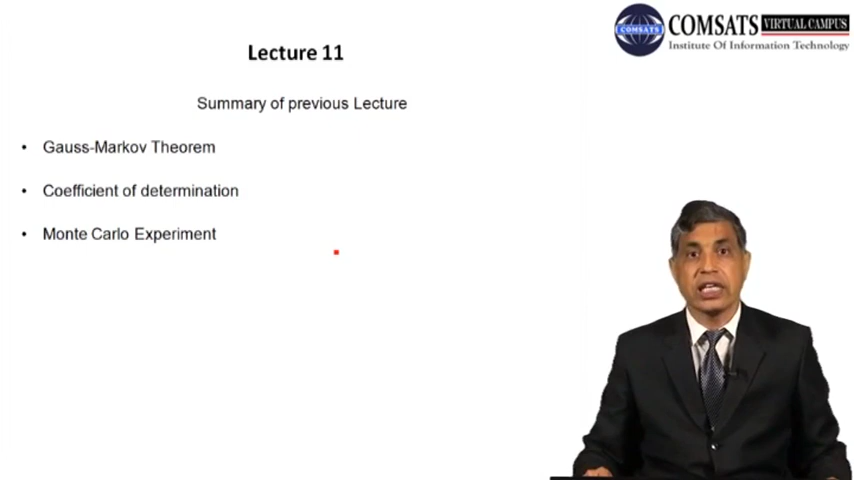 Lecture 11
COMSATS VIRTUAL CAMPUS
Institute Of Information Technology
COMSATS
Summary of previous Lecture
• Gauss-Markov Theorem
• Coefficient of determination
• Monte Carlo Experiment